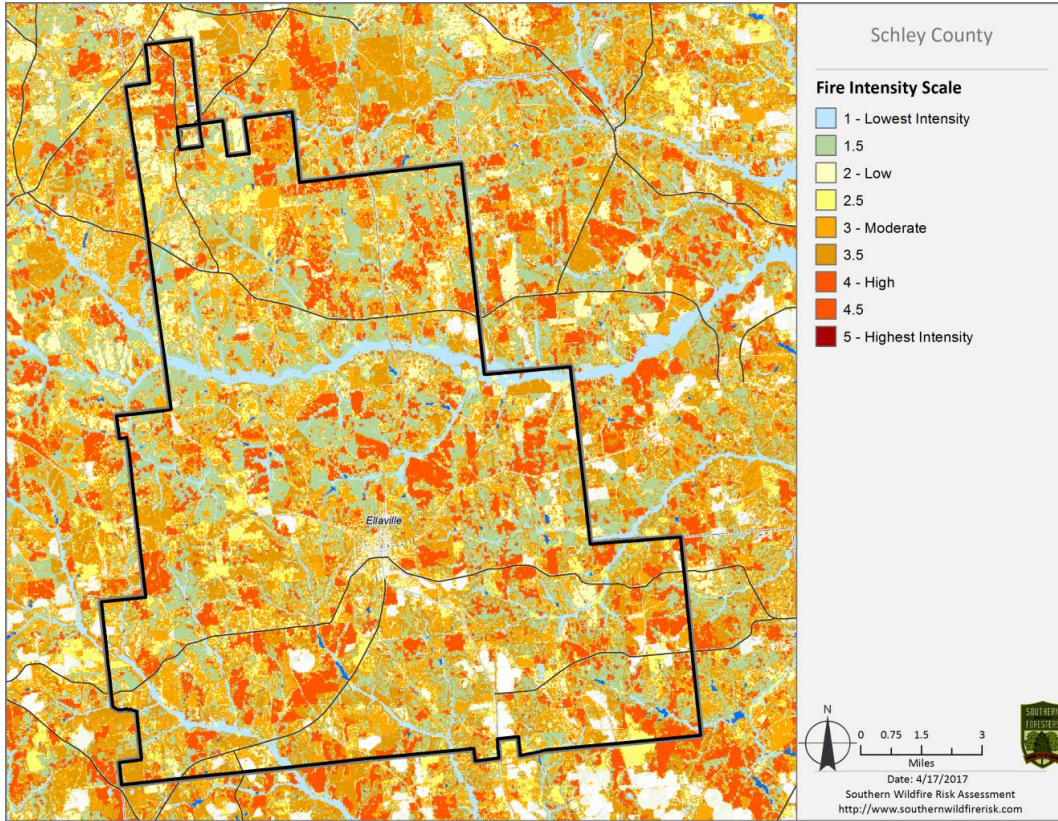 Schley County
Fire Intensity Scale
1 - Lowest Intensity
1.5
2 - Low
2.5
3 - Moderate
3.5
4 - High
4.5
5 - Highest Intensity
Ellaville
N
0 0.75 1.5 3
Miles
SOUTHERN
FORESTERS
Date: 4/17/2017
Southern Wildfire Risk Assessment
http://www.southernwildfirerisk.com